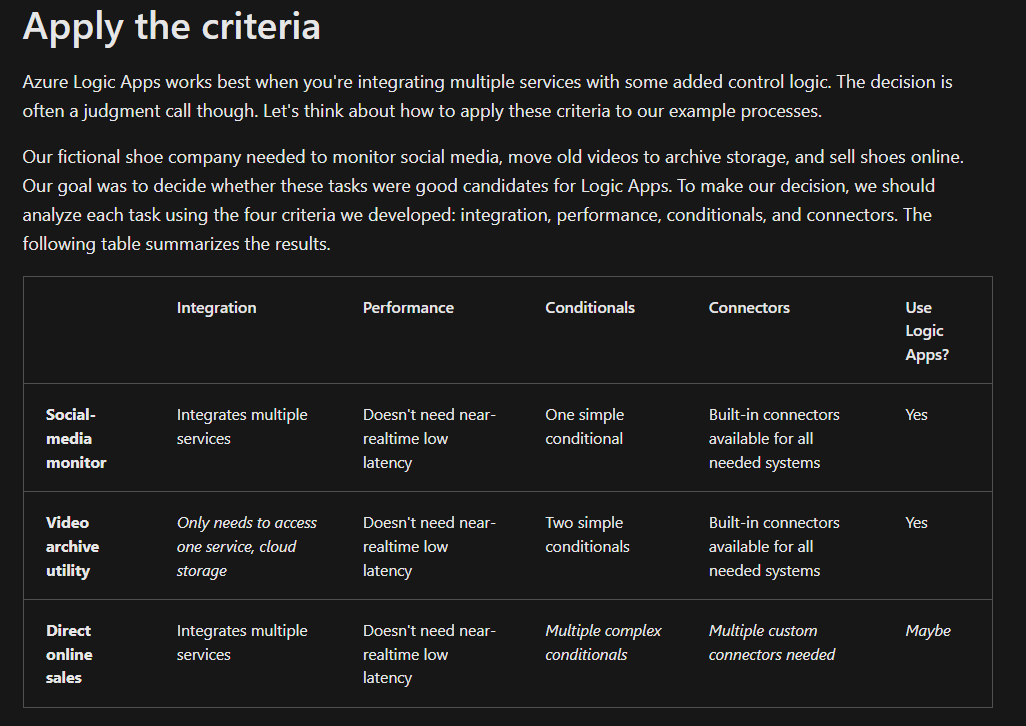 Apply the criteria
Azure Logic Apps works best when you're integrating multiple services with some added control logic. The decision is
often a judgment call though. Let's think about how to apply these criteria to our example processes.
Our fictional shoe company needed to monitor social media, move old videos to archive storage, and sell shoes online.
Our goal was to decide whether these tasks were good candidates for Logic Apps. To make our decision, we should
analyze each task using the four criteria we developed: integration, performance, conditionals, and connectors. The
following table summarizes the results.
Integration
Performance
Conditionals
Connectors
Use
Logic
Apps?
Social-
media
monitor
Integrates multiple
services
Doesn't need near-
realtime low
latency
One simple
conditional
Built-in connectors
available for all
needed systems
Yes
Video
archive
utility
Only needs to access
one service, cloud
storage
Doesn't need near-
realtime low
latency
Two simple
conditionals
Built-in connectors
available for all
needed systems
Yes
Direct
online
sales
Integrates multiple
services
Doesn't need near-
realtime low
latency
Multiple complex
conditionals
Multiple custom
connectors needed
Maybe